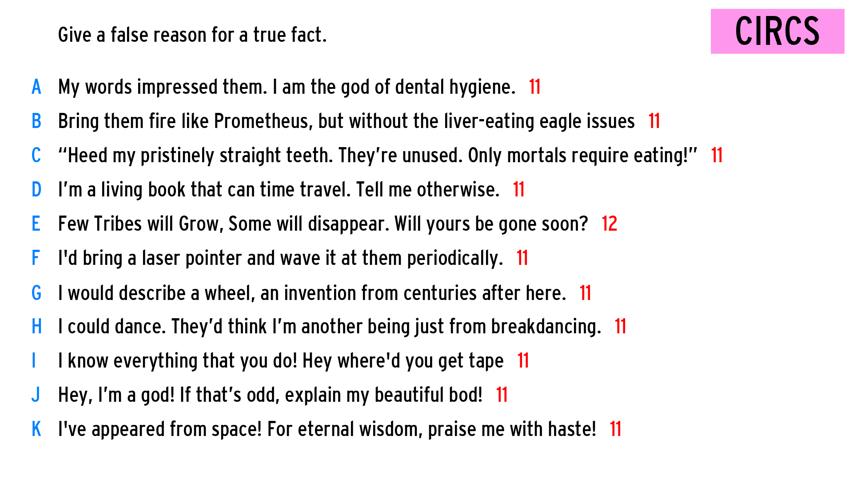 CIRCS
Give a false reason for a true fact.
A My words impressed them. I am the god of dental hygiene. 11
B Bring them fire like Prometheus, but without the liver-eating eagle issues 11
C “Heed my pristinely straight teeth. They’re unused. Only mortals require eating!” 11
D I’m a living book that can time travel. Tell me otherwise. 11
E Few Tribes will Grow, Some will disappear. Will yours be gone soon? 12
F I'd bring a laser pointer and wave it at them periodically. 11
G I would describe a wheel, an invention from centuries after here. 11
H I could dance. They’d think I’m another being just from breakdancing. 11
I I know everything that you do! Hey where'd you get tape 11
J Hey, I’m a god! If that’s odd, explain my beautiful bod! 11
K I've appeared from space! For eternal wisdom, praise me with haste! 11